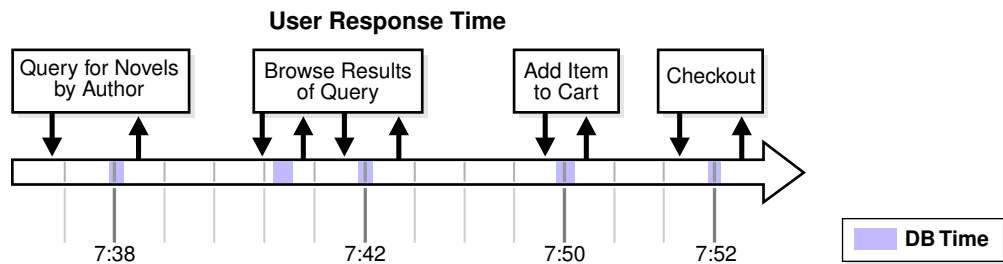 User Response Time
Query for Novels
by Author
Browse Results
of Query
Add Item
to Cart
Checkout
7:38
7:42
7:50
7:52
DB Time